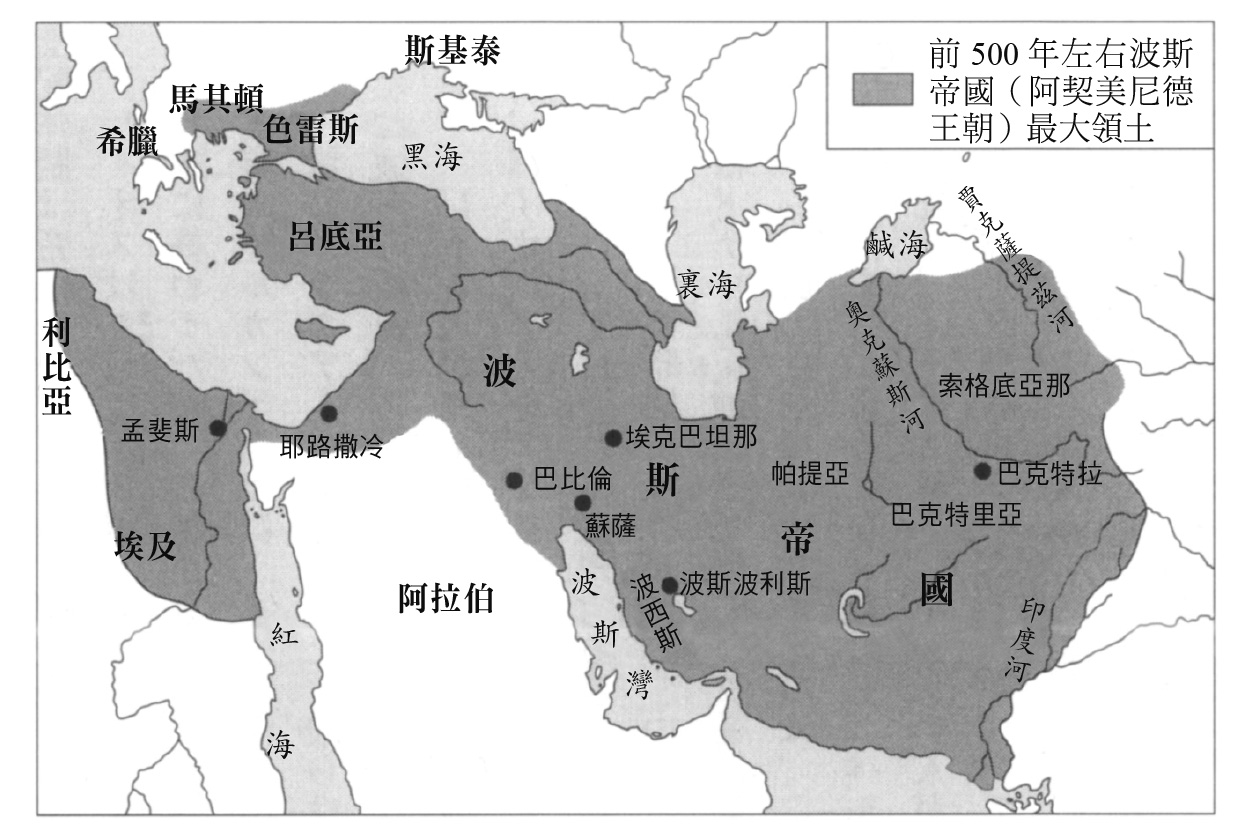 前 500 年左右波斯
帝國（阿契美尼德
王朝）最大領土
斯基泰
馬其頓
色雷斯
希臘
黑海
呂底亞
裏海
鹹海
賈克薩提茲河
奧克蘇斯河
利比亞
波斯帝國
索格底亞那
孟斐斯
耶路撒冷
埃克巴坦那
巴比倫
蘇薩
帕提亞
巴克特拉
巴克特里亞
埃及
阿拉伯
波斯灣
波西斯
波斯波利斯
印度河
紅海